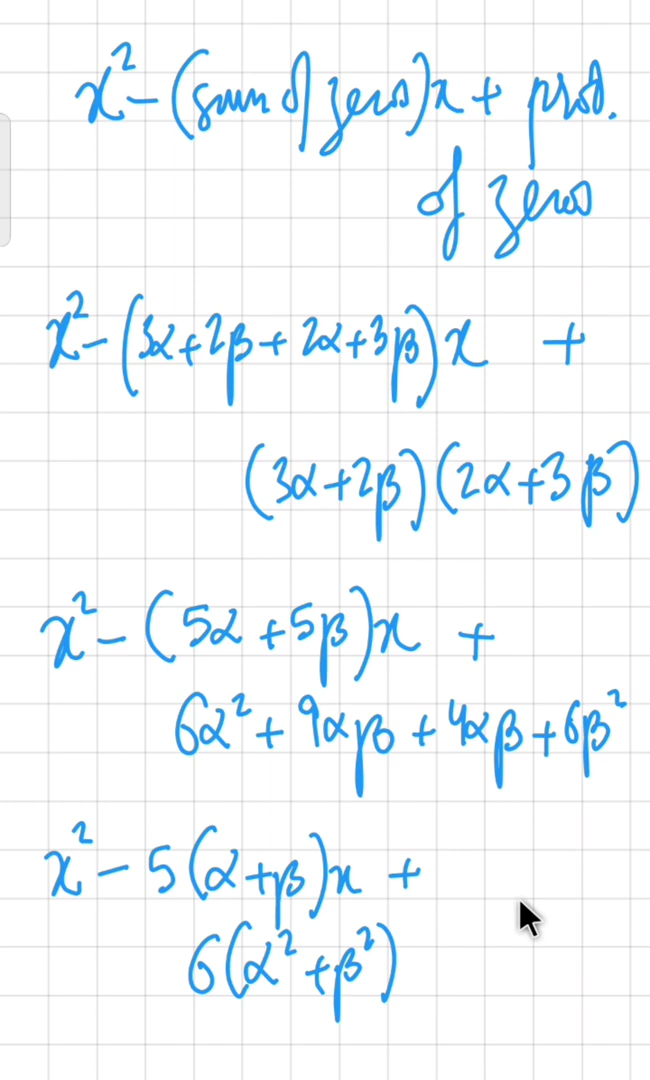 x² - (sum of zeros)x + prod.
of zeros
x² - (3α+2β+2α+3β)x +
(3α+2β)(2α+3β)
x² - (5α+5β)x +
6α² + 9αβ + 4αβ + 6β²
x² - 5(α+β)x +
6(α²+β²)